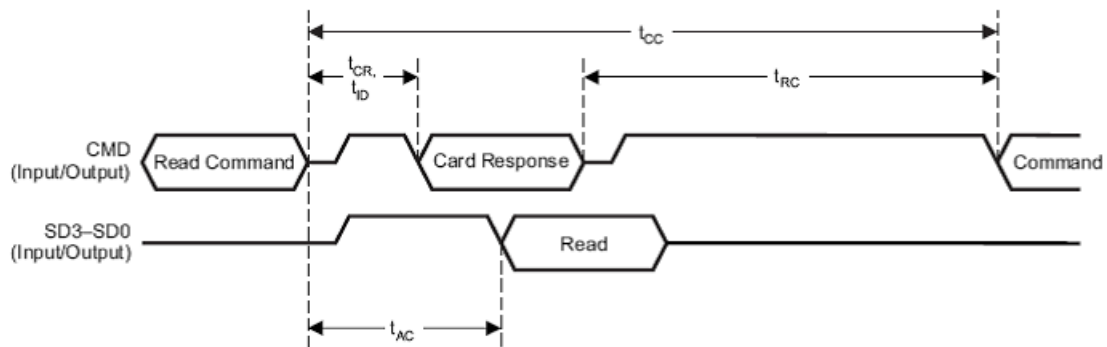 tCC
tCR,
tID
tRC
CMD
(Input/Output)
Read Command
Card Response
Command
SD3–SD0
(Input/Output)
Read
tAC